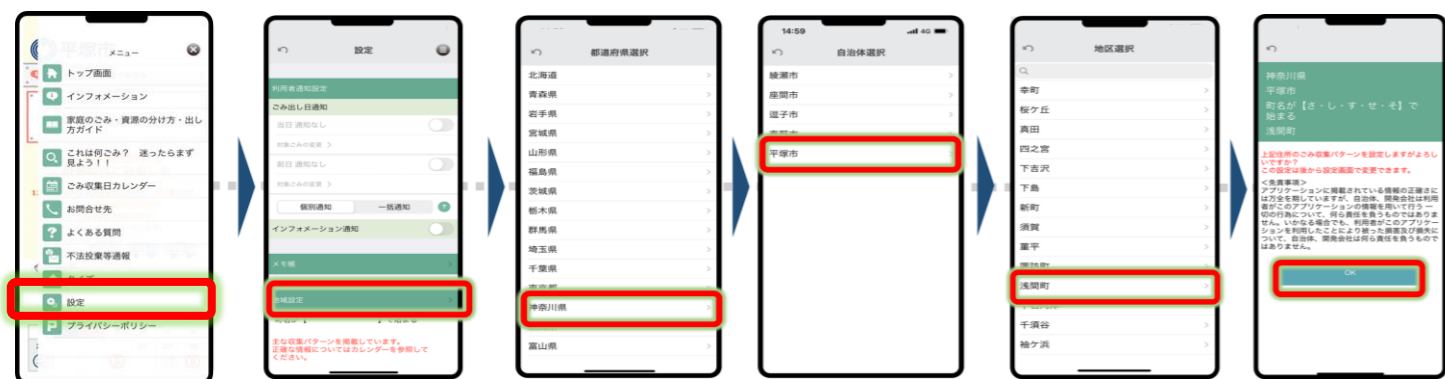 平塚市
メニュー
トップ画面
インフォメーション
家庭のごみ・資源の分け方・出し
方ガイド
これは何ごみ？　迷ったらまず
見よう！！
ごみ収集日カレンダー
お問合せ先
よくある質問
不法投棄等通報
クイズ
設定
プライバシーポリシー
設定
利用者通知設定
ごみ出し日通知
当日 通知なし
対象ごみの変更 >
前日 通知なし
対象ごみの変更 >
個別通知
一括通知
インフォメーション通知
メモ帳
地域設定
主な収集パターンを掲載しています。
正確な情報についてはカレンダーを参照して
ください。
都道府県選択
北海道
青森県
岩手県
宮城県
山形県
福島県
茨城県
栃木県
群馬県
埼玉県
千葉県
東京都
神奈川県
富山県
14:59
4G
自治体選択
綾瀬市
座間市
逗子市
平塚市
地区選択
幸町
桜ケ丘
真田
四之宮
下吉沢
下島
新町
須賀
菫平
諏訪町
浅間町
千須谷
袖ケ浜
神奈川県
平塚市
町名が【さ・し・す・せ・そ】で
始まる
浅間町
上記住所のごみ収集パターンを設定しますがよろし
いですか？
この設定は後から設定画面で変更できます。
＜免責事項＞
アプリケーションに掲載されている情報の正確さに
は万全を期していますが、自治体、開発会社は利用
者がこのアプリケーションの情報を用いて行う一
切の行為について、何ら責任を負うものではありま
せん。いかなる場合でも、利用者がこのアプリケー
ションを利用したことにより被った損害及び損失に
ついて、自治体、開発会社は何ら責任を負うもので
はありません。
OK